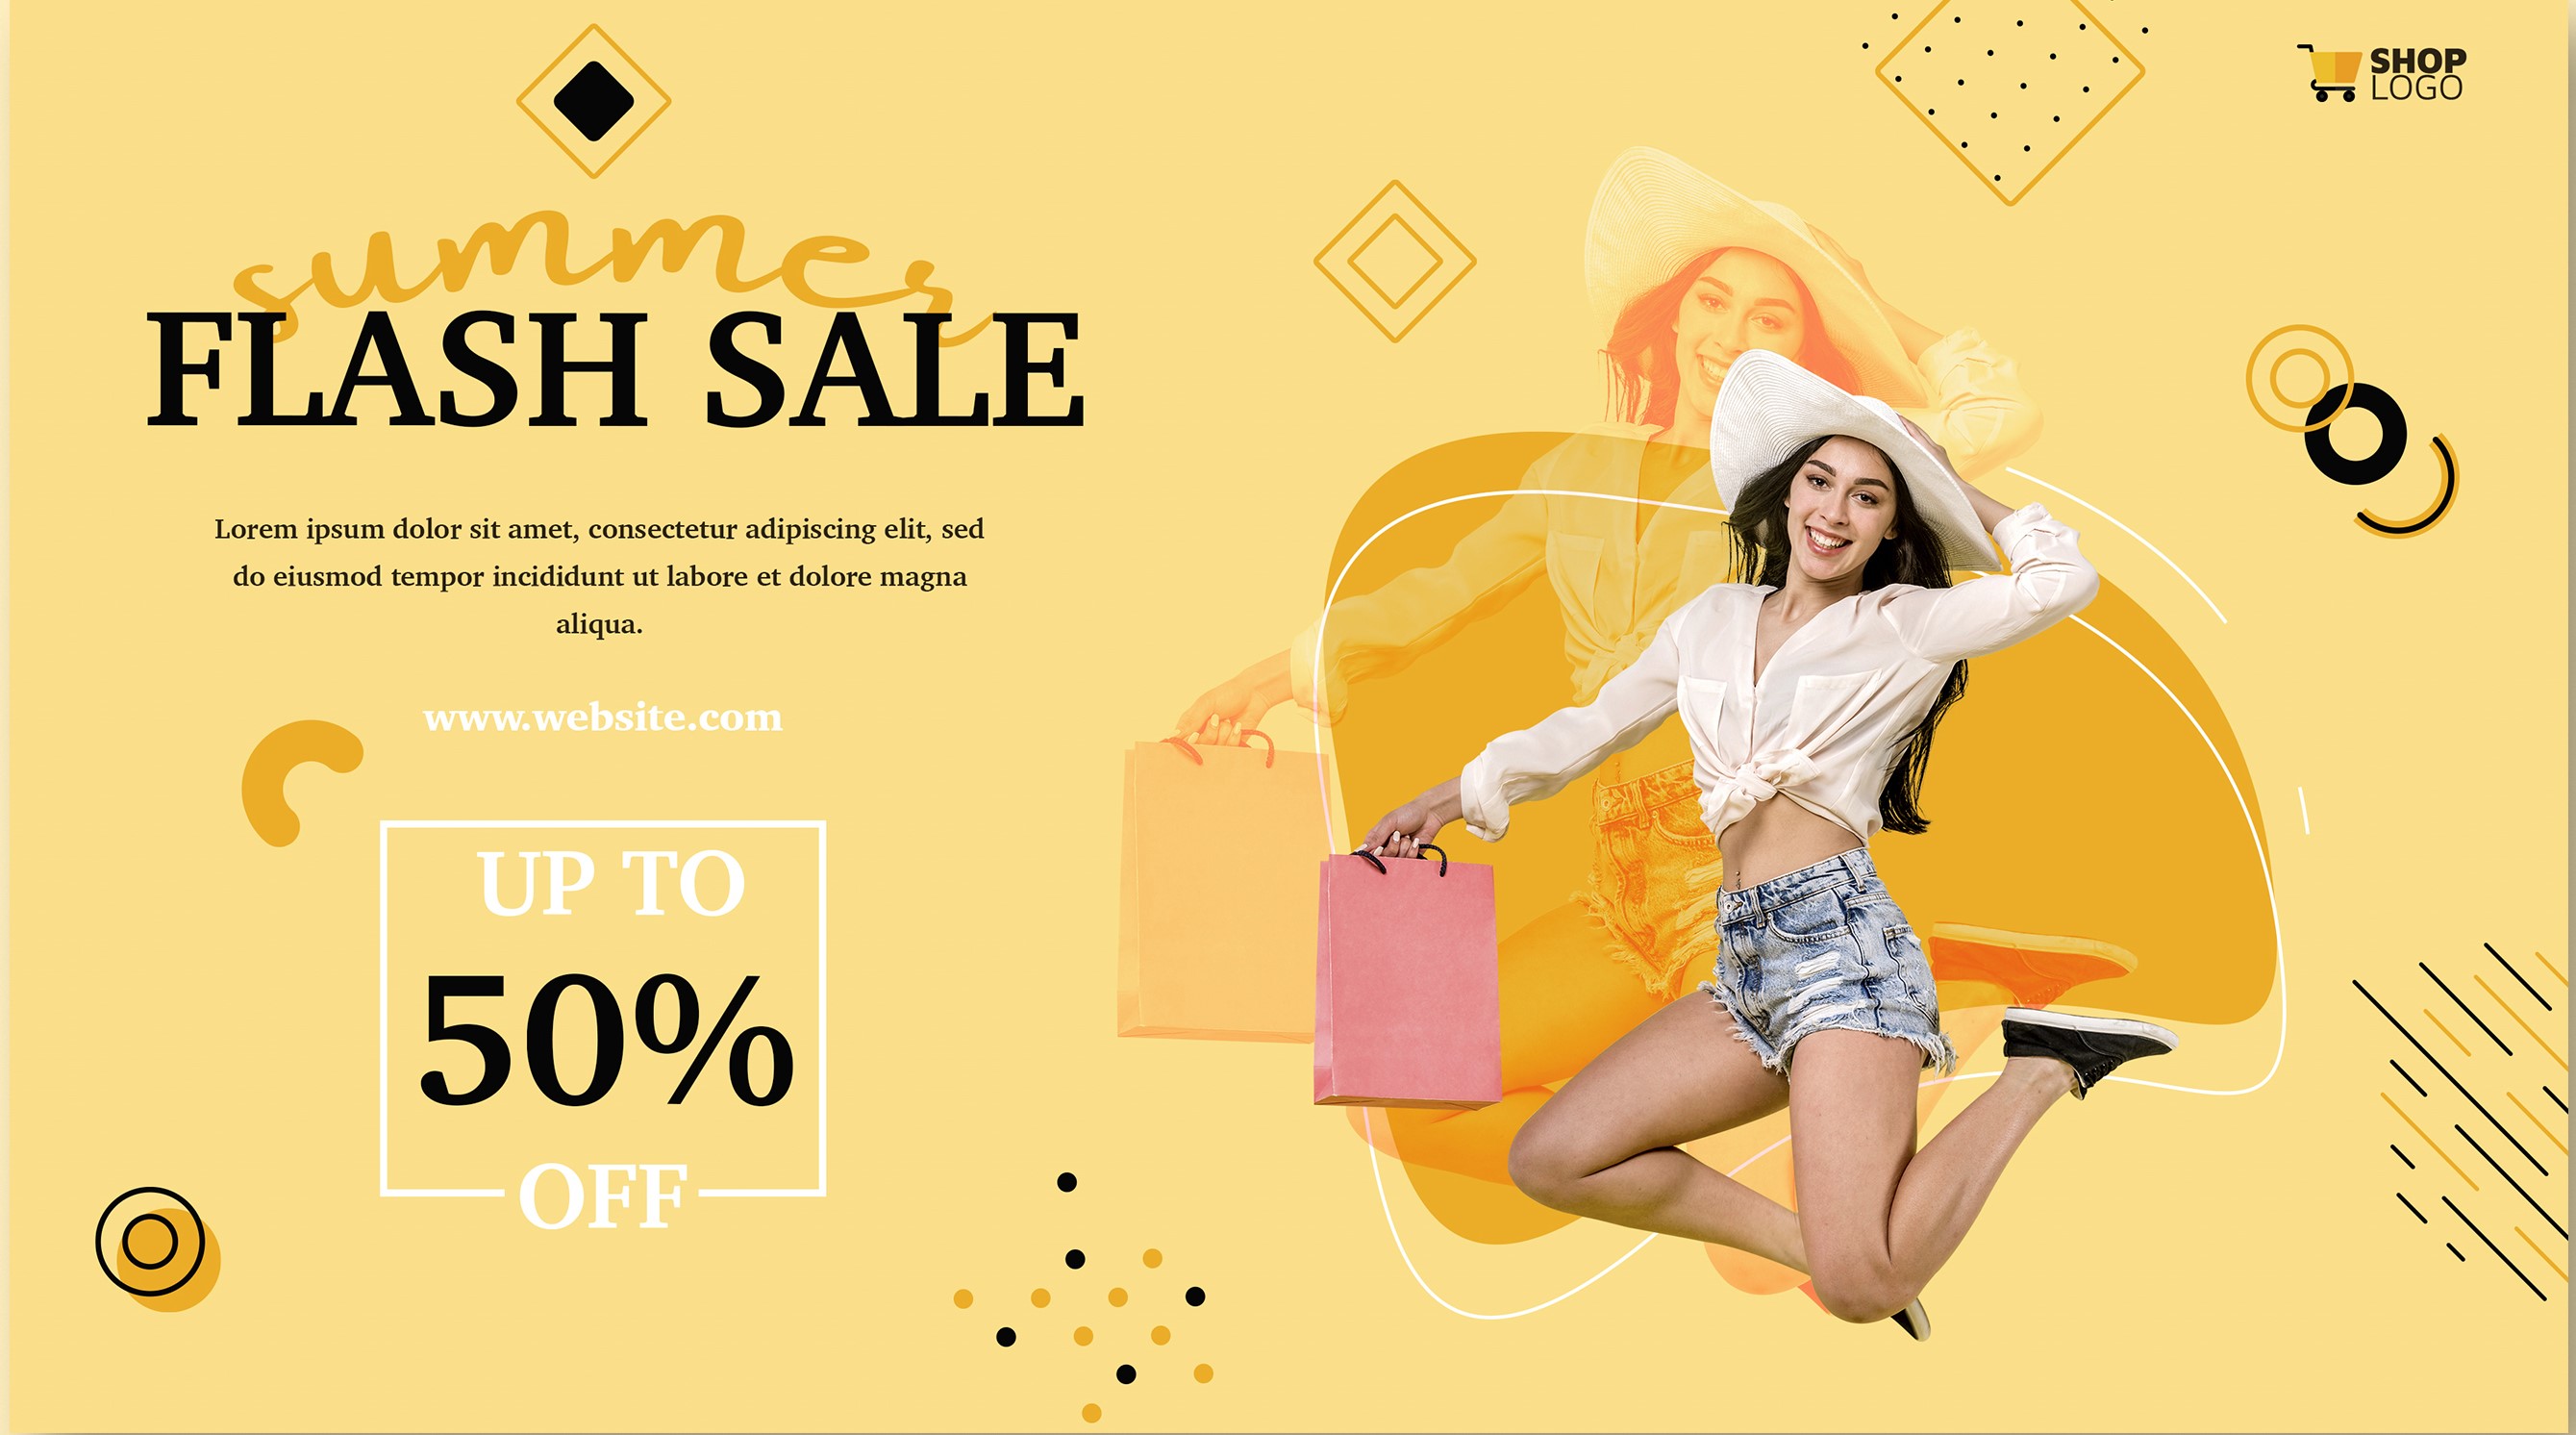 SHOP
LOGO
summer
FLASH SALE
Lorem ipsum dolor sit amet, consectetur adipiscing elit, sed
do eiusmod tempor incididunt ut labore et dolore magna
aliqua.
www.website.com
UP TO
50%
OFF